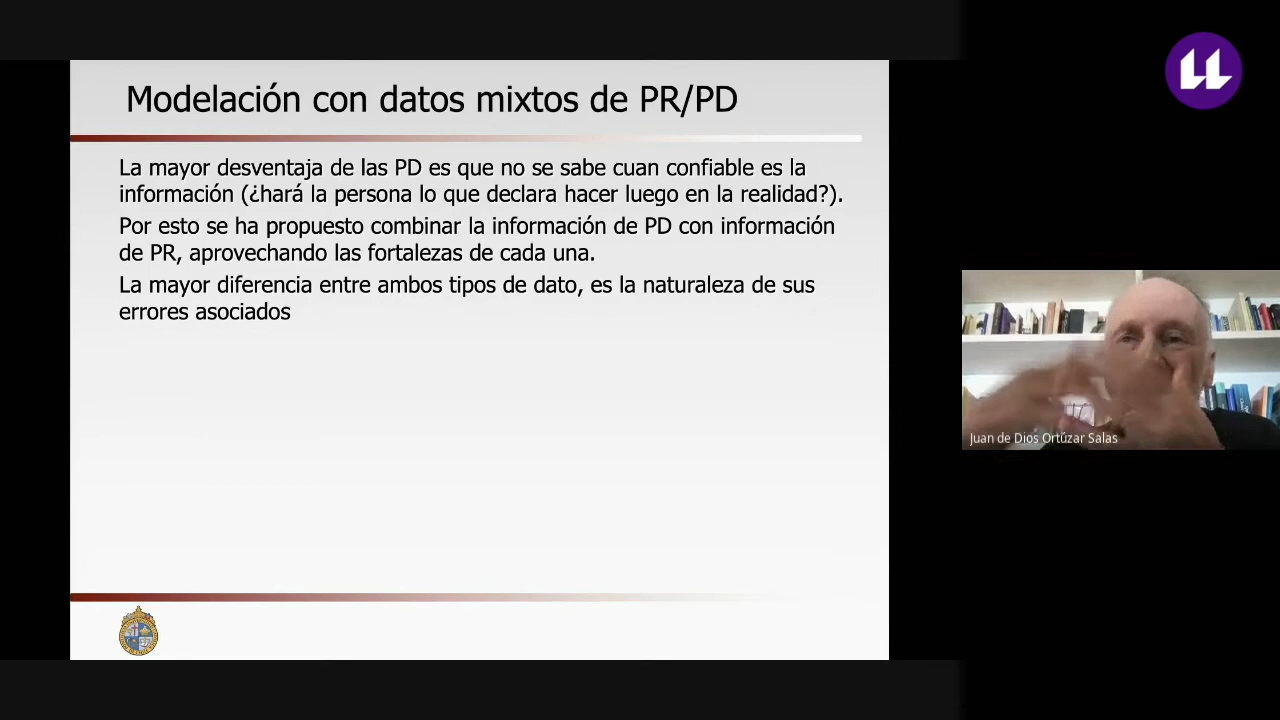 Modelación con datos mixtos de PR/PD
La mayor desventaja de las PD es que no se sabe cuan confiable es la
información (¿hará la persona lo que declara hacer luego en la realidad?).
Por esto se ha propuesto combinar la información de PD con información
de PR, aprovechando las fortalezas de cada una.
La mayor diferencia entre ambos tipos de dato, es la naturaleza de sus
errores asociados
Juan de Dios Ortúzar Salas